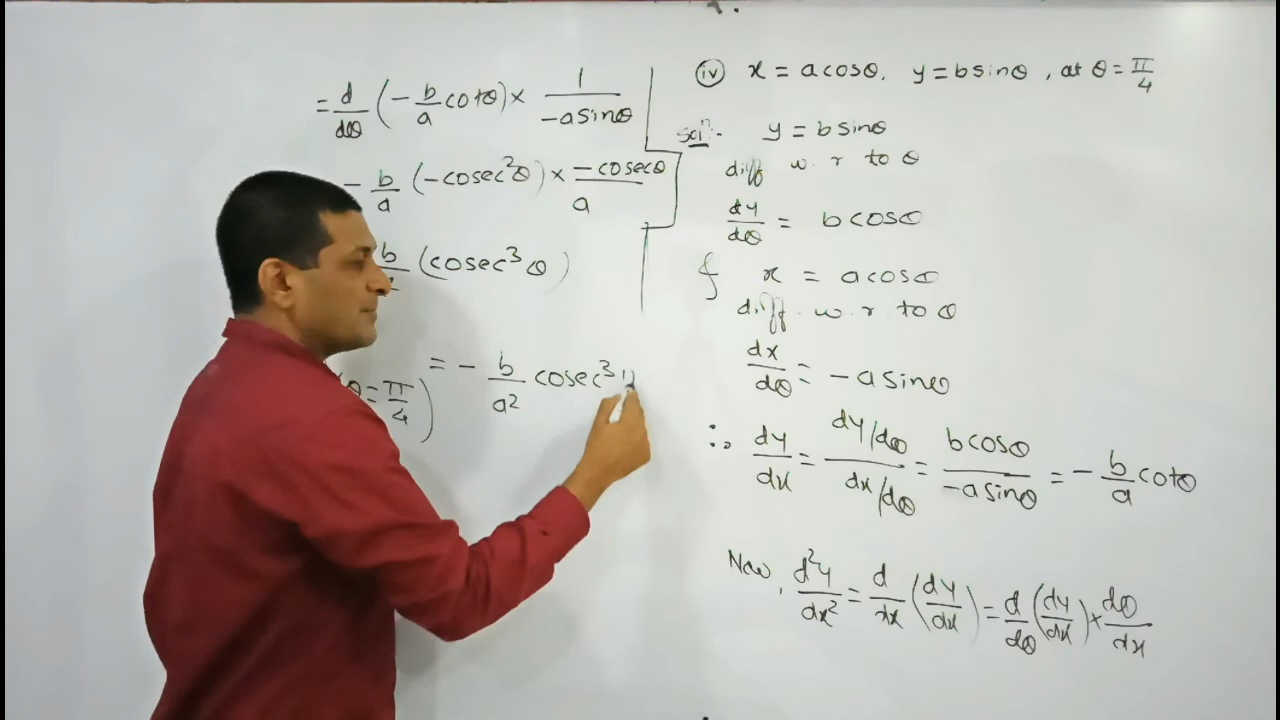 (iv) x = a cosθ, y = b sinθ, at θ = π/4
Solⁿ:- y = b sinθ
diff w. r to θ
dy/dθ = b cosθ
& x = a cosθ
diff. w. r to θ
dx/dθ = -a sinθ
∴ dy/dx = (dy/dθ)/(dx/dθ) = b cosθ/(-a sinθ) = -b/a cotθ
Now, d²y/dx² = d/dx (dy/dx) = d/dθ (dy/dx) × dθ/dx
= d/dθ (-b/a cotθ) × 1/(-a sinθ)
- b/a (-cosec²θ) × -cosecθ/a
b/ (cosec³θ)
θ = π/4) = - b/a² cosec³